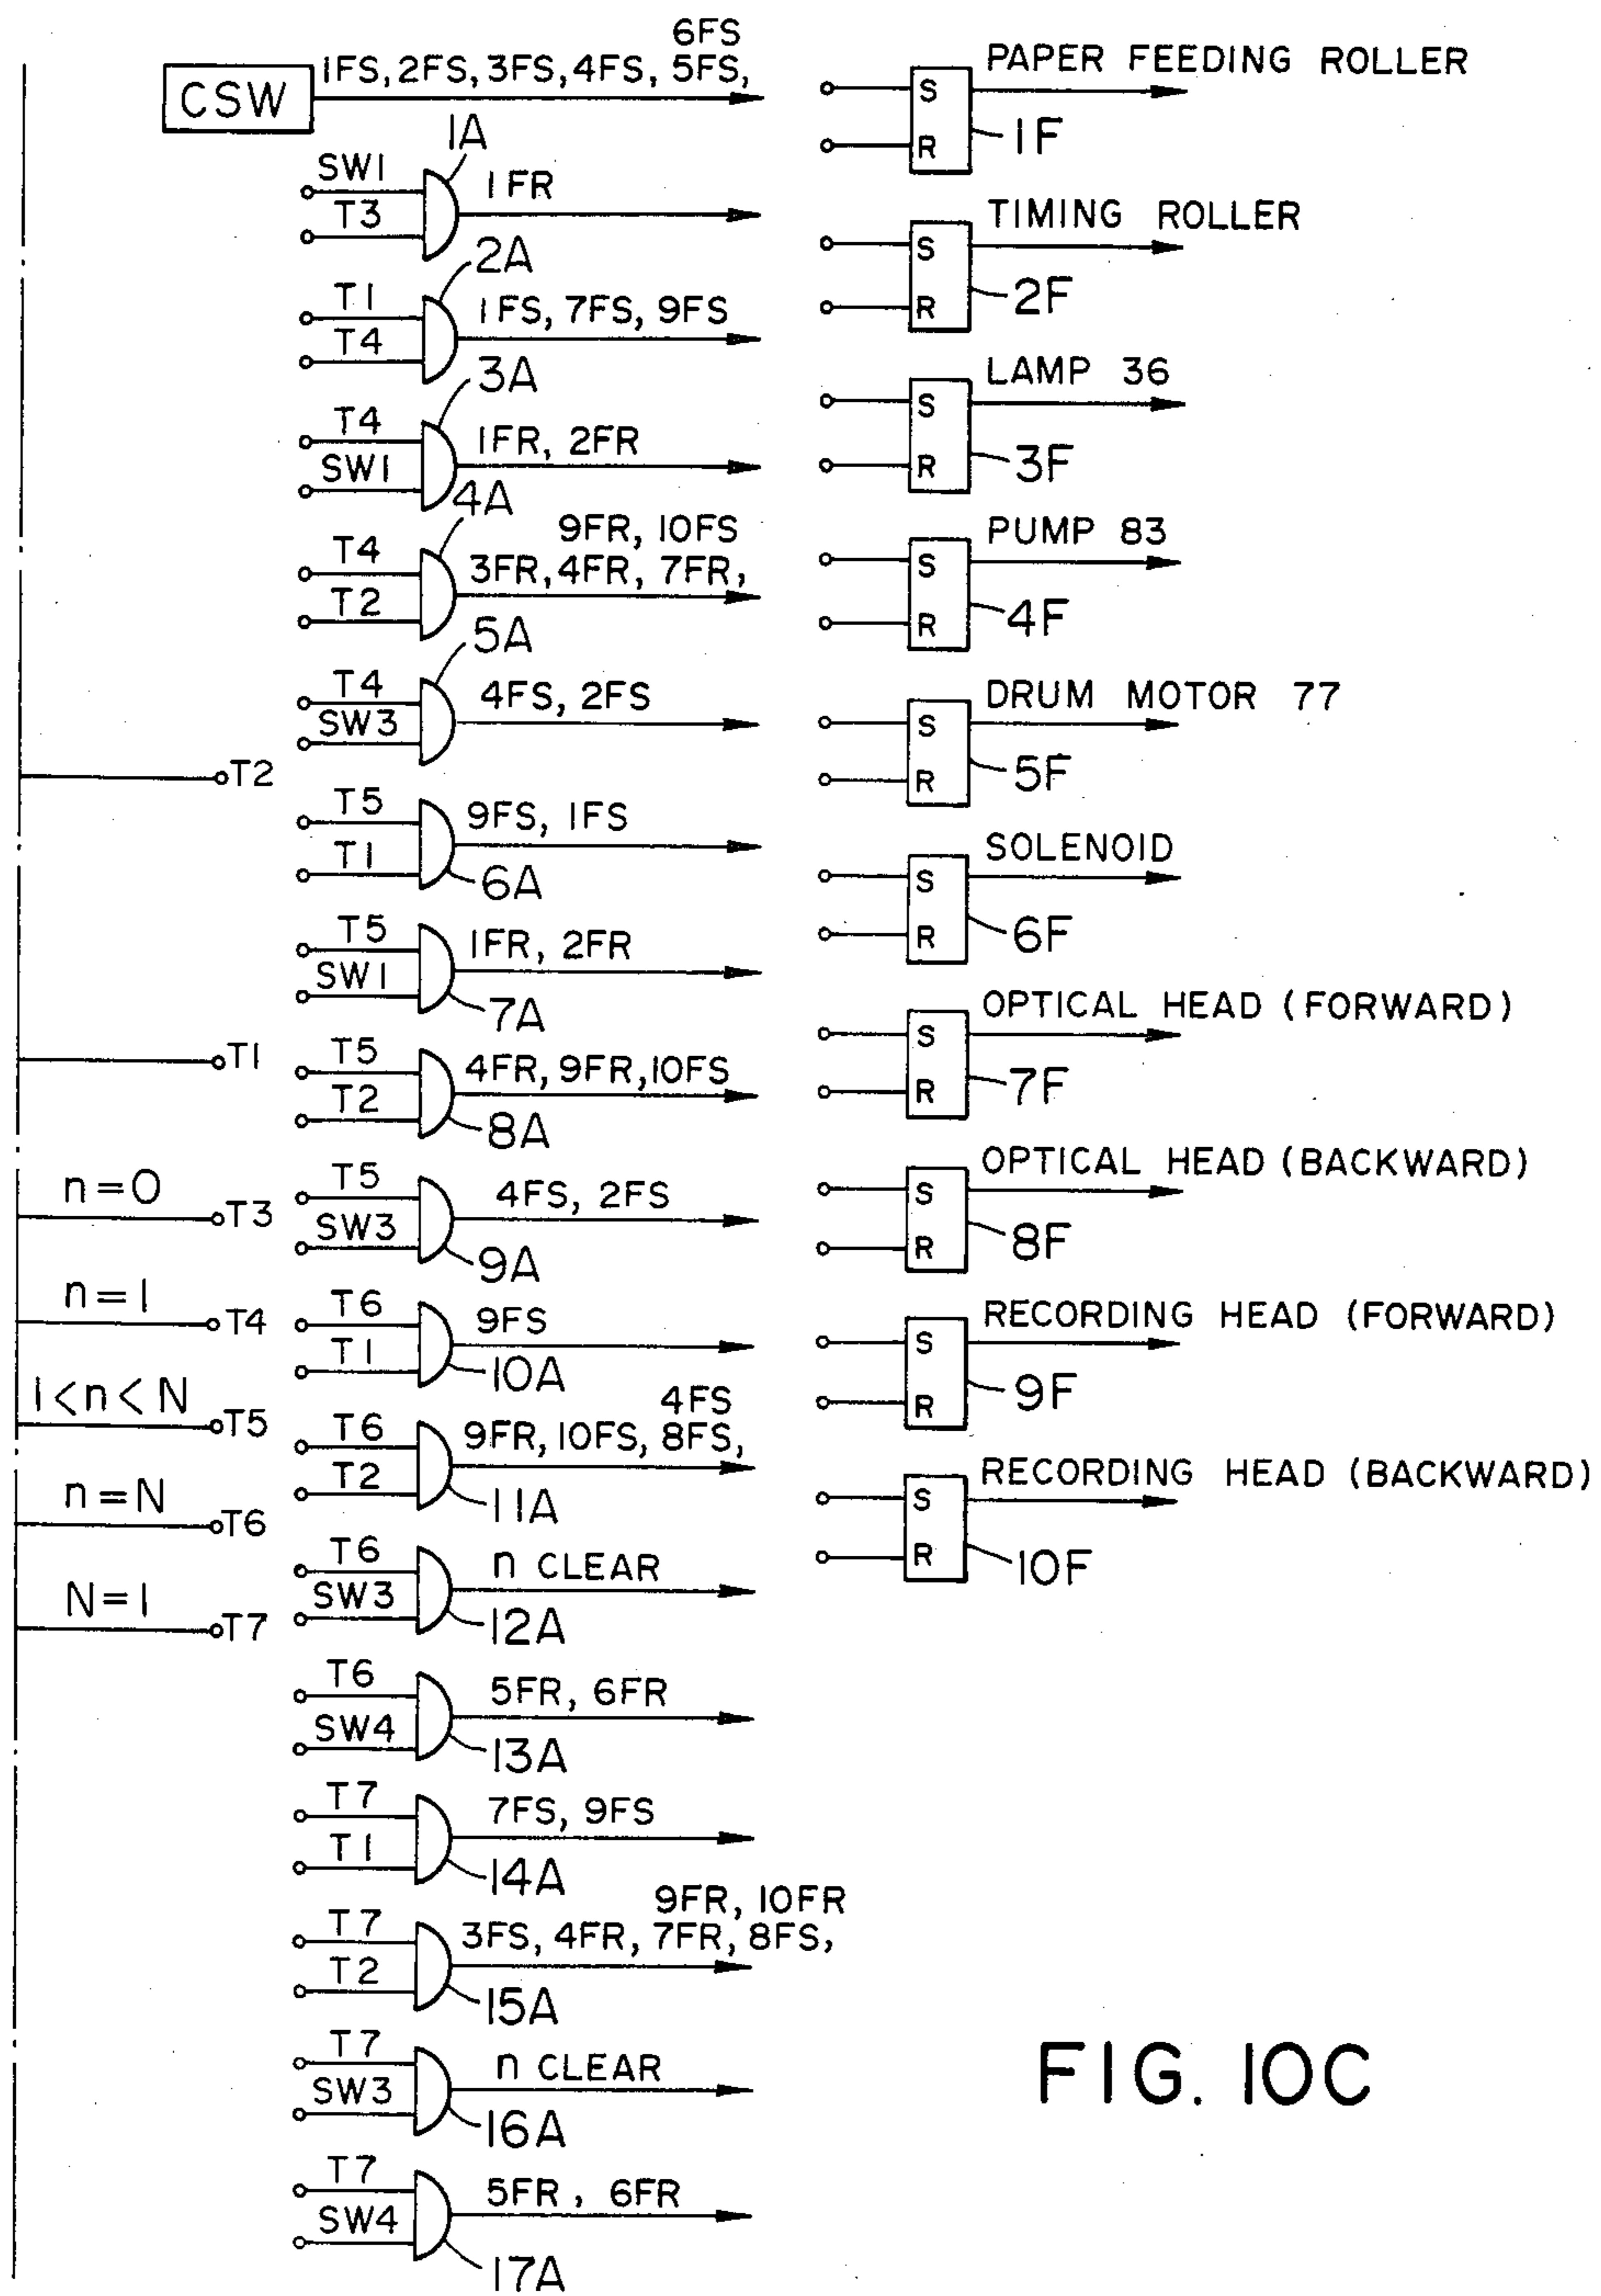 6FS
1FS, 2FS, 3FS, 4FS, 5FS,
CSW
1A
SW1
T3
1FR
2A
T1
T4
1FS, 7FS, 9FS
3A
T4
SW1
1FR, 2FR
4A
9FR, 10FS
T4
T2
3FR, 4FR, 7FR,
5A
T4
SW3
4FS, 2FS
T2
T5
T1
9FS, 1FS
6A
T5
SW1
1FR, 2FR
7A
T1
T5
T2
4FR, 9FR, 10FS
8A
n=0
T3
T5
SW3
4FS, 2FS
9A
n=1
T4
T6
T1
9FS
10A
1<n<N
T5
4FS
T6
T2
9FR, 10FS, 8FS,
11A
n=N
T6
T6
SW3
n CLEAR
12A
N=1
T7
T6
SW4
5FR, 6FR
13A
T7
T1
7FS, 9FS
14A
9FR, 10FR
T7
T2
3FS, 4FR, 7FR, 8FS,
15A
T7
SW3
n CLEAR
16A
T7
SW4
5FR, 6FR
17A
PAPER FEEDING ROLLER
S
R
1F
TIMING ROLLER
S
R
2F
LAMP 36
S
R
3F
PUMP 83
S
R
4F
DRUM MOTOR 77
S
R
5F
SOLENOID
S
R
6F
OPTICAL HEAD (FORWARD)
S
R
7F
OPTICAL HEAD (BACKWARD)
S
R
8F
RECORDING HEAD (FORWARD)
S
R
9F
RECORDING HEAD (BACKWARD)
S
R
10F
FIG. 10C